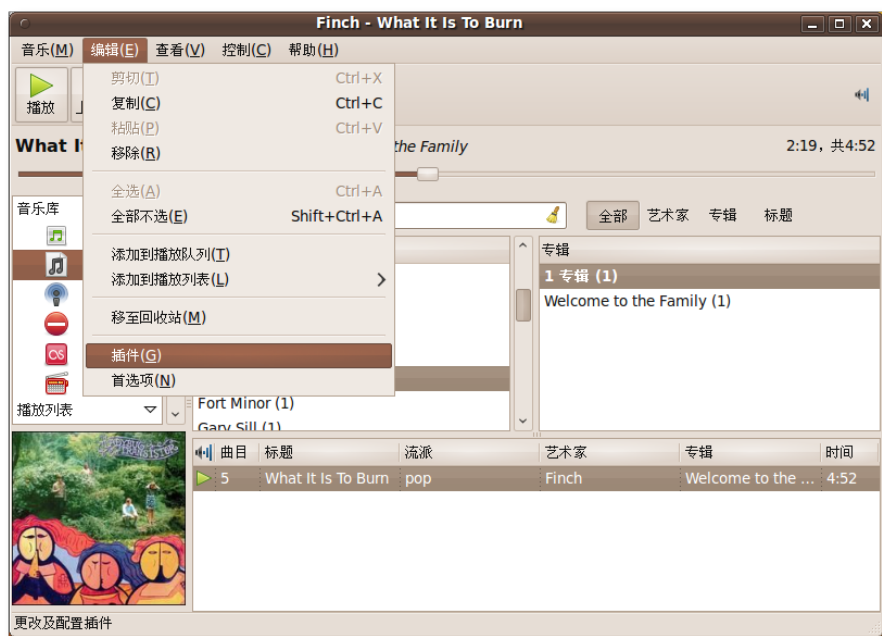 Finch - What It Is To Burn
音乐(M) 编辑(E) 查看(V) 控制(C) 帮助(H)
剪切(T) Ctrl+X
复制(C) Ctrl+C
粘贴(P) Ctrl+V
移除(R)
全选(A) Ctrl+A
全部不选(E) Shift+Ctrl+A
添加到播放队列(T)
添加到播放列表(L)
移至回收站(M)
插件(G)
首选项(N)
播放
What It
the Family
2:19，共4:52
音乐库
全部 艺术家 专辑 标题
专辑
1 专辑 (1)
Welcome to the Family (1)
OS
播放列表
Fort Minor (1)
Gary Sill (1)
曲目 标题 流派 艺术家 专辑 时间
5 What It Is To Burn pop Finch Welcome to the ... 4:52
更改及配置插件